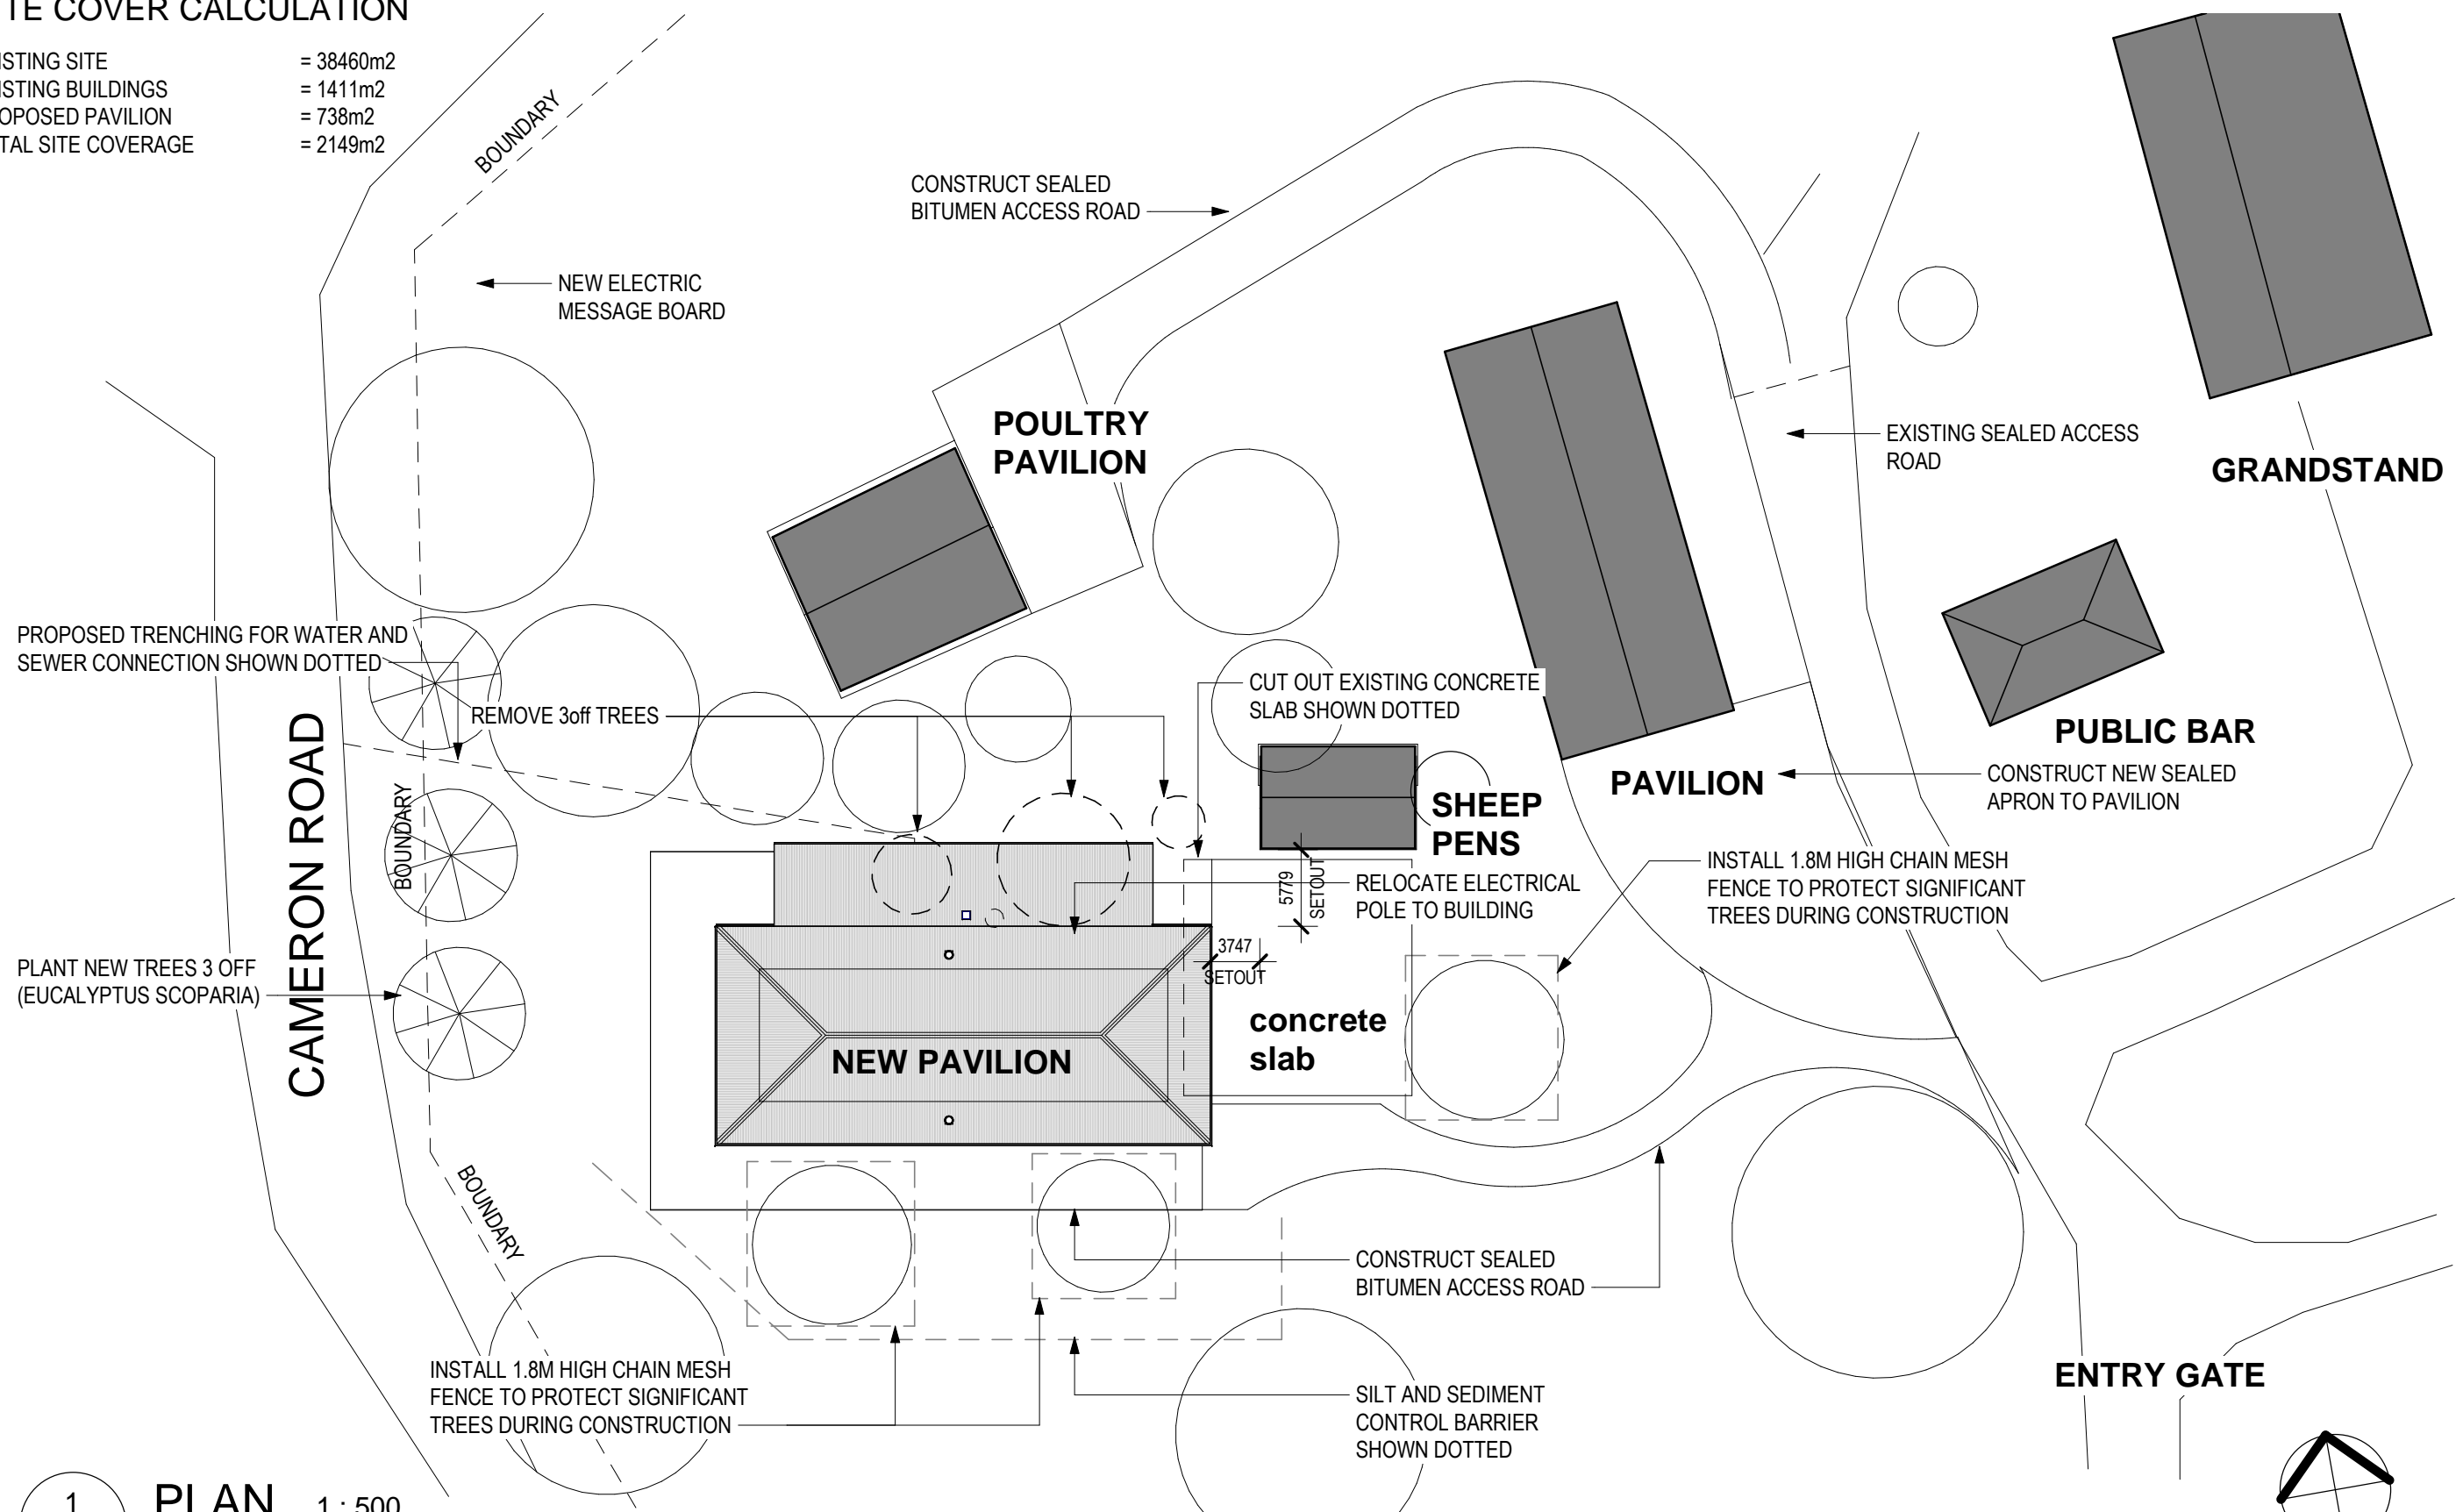 TE COVER CALCULATION
ISTING SITE = 38460m2
ISTING BUILDINGS = 1411m2
OPOSED PAVILION = 738m2
TAL SITE COVERAGE = 2149m2
BOUNDARY
CONSTRUCT SEALED
BITUMEN ACCESS ROAD
NEW ELECTRIC
MESSAGE BOARD
POULTRY
PAVILION
EXISTING SEALED ACCESS
ROAD
GRANDSTAND
PROPOSED TRENCHING FOR WATER AND
SEWER CONNECTION SHOWN DOTTED
REMOVE 3off TREES
CUT OUT EXISTING CONCRETE
SLAB SHOWN DOTTED
PUBLIC BAR
PAVILION
CONSTRUCT NEW SEALED
APRON TO PAVILION
SHEEP
PENS
CAMERON ROAD
BOUNDARY
5779
SETOUT
RELOCATE ELECTRICAL
POLE TO BUILDING
INSTALL 1.8M HIGH CHAIN MESH
FENCE TO PROTECT SIGNIFICANT
TREES DURING CONSTRUCTION
3747
SETOUT
PLANT NEW TREES 3 OFF
(EUCALYPTUS SCOPARIA)
concrete
slab
NEW PAVILION
BOUNDARY
CONSTRUCT SEALED
BITUMEN ACCESS ROAD
INSTALL 1.8M HIGH CHAIN MESH
FENCE TO PROTECT SIGNIFICANT
TREES DURING CONSTRUCTION
SILT AND SEDIMENT
CONTROL BARRIER
SHOWN DOTTED
ENTRY GATE
1
PLAN 1 : 500